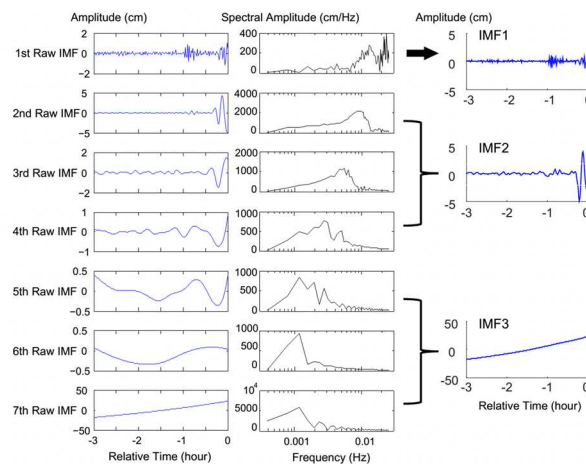 Amplitude (cm) Spectral Amplitude (cm/Hz) Amplitude (cm)
1st Raw IMF 2 0 -2 400 200 0 IMF1 5 0 -5
-3 -2 -1 0
2nd Raw IMF 5 0 -5 4000 2000 0
3rd Raw IMF 2 0 -2 2000 1000 0 IMF2 5 0 -5
-3 -2 -1 0
4th Raw IMF 1 0 -1 1000 500 0
5th Raw IMF 0.5 0 -0.5 1000 500 0
6th Raw IMF 0.5 0 -0.5 1000 500 0 IMF3 50 0 -50
-3 -2 -1 0
7th Raw IMF 50 0 -50 10⁴ 5000 0 Relative Time (hour)
-3 -2 -1 0 0.001 0.01
Relative Time (hour) Frequency (Hz)